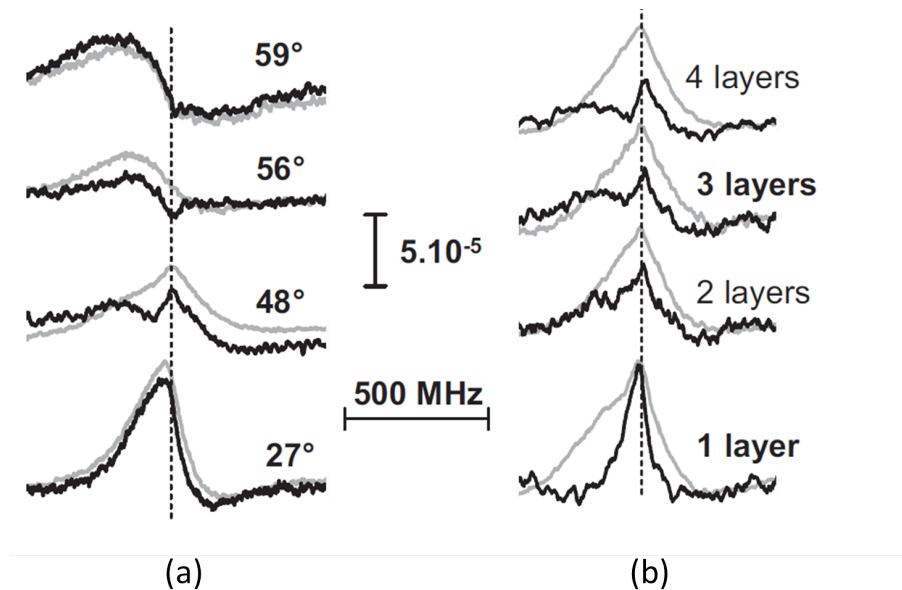 59°
56°
48°
27°
5.10-5
500 MHz
4 layers
3 layers
2 layers
1 layer
(a)
(b)